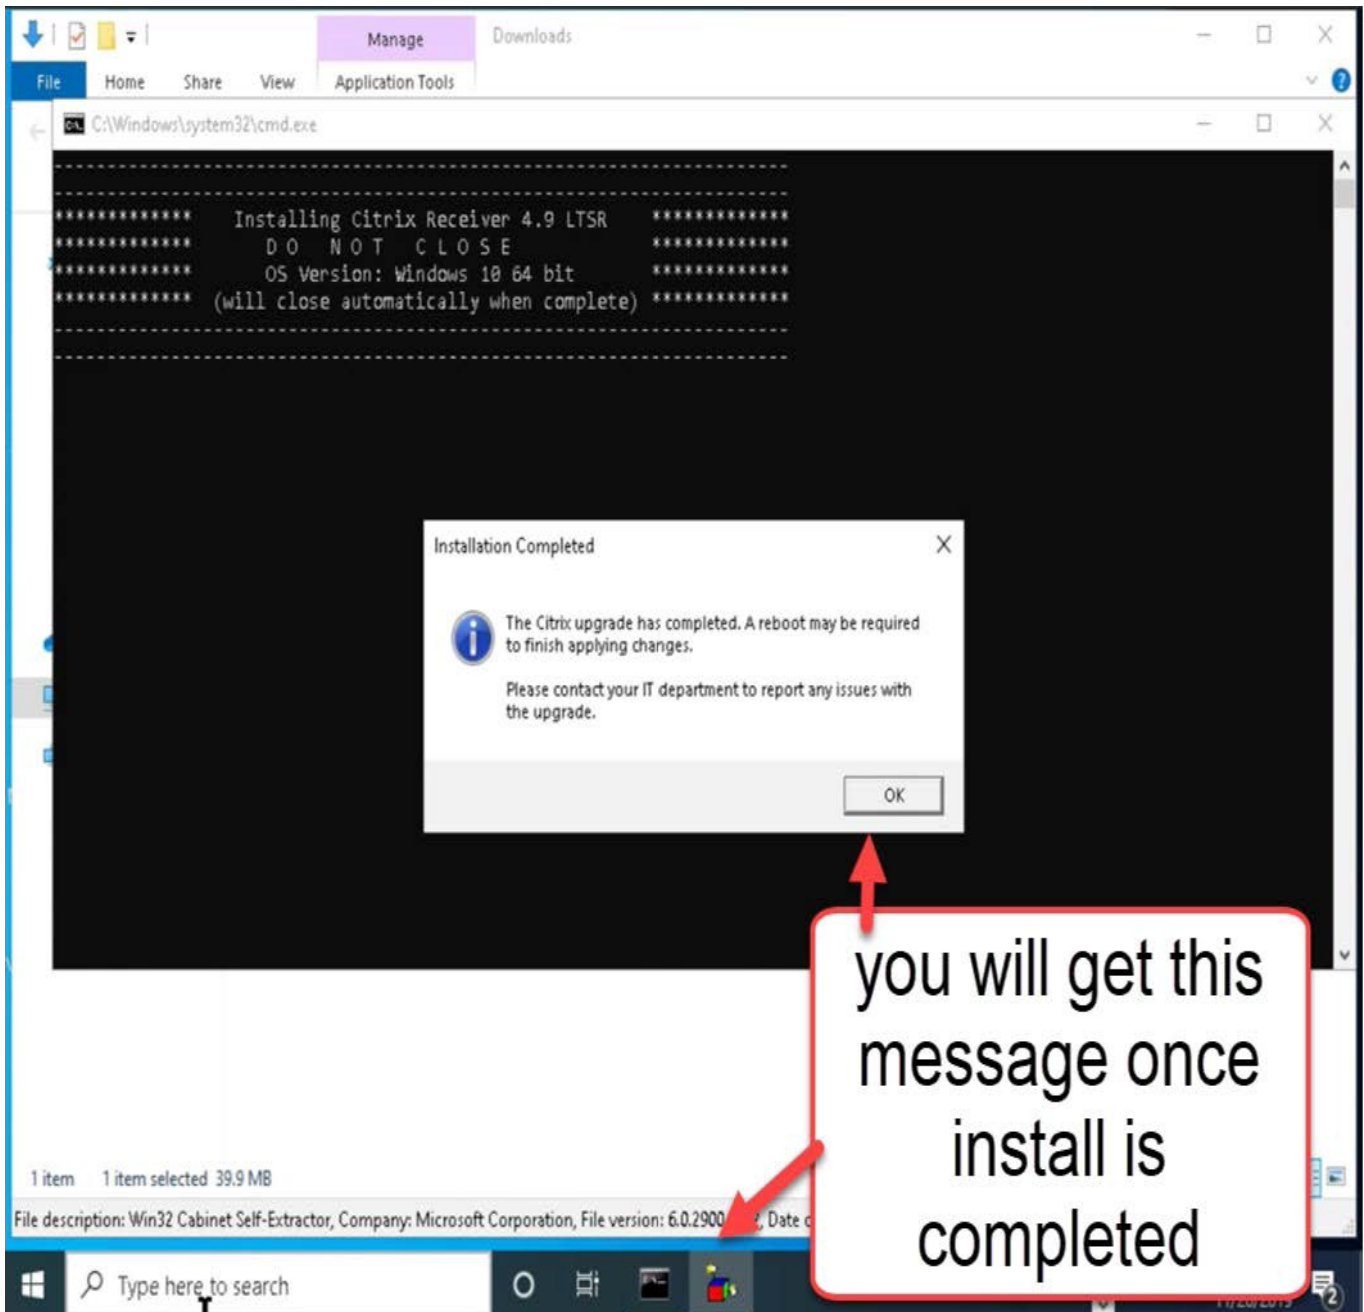 Manage
Downloads
File Home Share View Application Tools
C:\Windows\system32\cmd.exe
--------------------------------------------------------------------------
--------------------------------------------------------------------------
************** Installing Citrix Receiver 4.9 LTSR **************
************** D O N O T C L O S E **************
************** OS Version: Windows 10 64 bit **************
************** (will close automatically when complete) **************
--------------------------------------------------------------------------
--------------------------------------------------------------------------
Installation Completed
The Citrix upgrade has completed. A reboot may be required
to finish applying changes.
Please contact your IT department to report any issues with
the upgrade.
OK
you will get this
message once
install is
completed
1 item 1 item selected 39.9 MB
File description: Win32 Cabinet Self-Extractor, Company: Microsoft Corporation, File version: 6.0.2900 Date
Type here to search
2